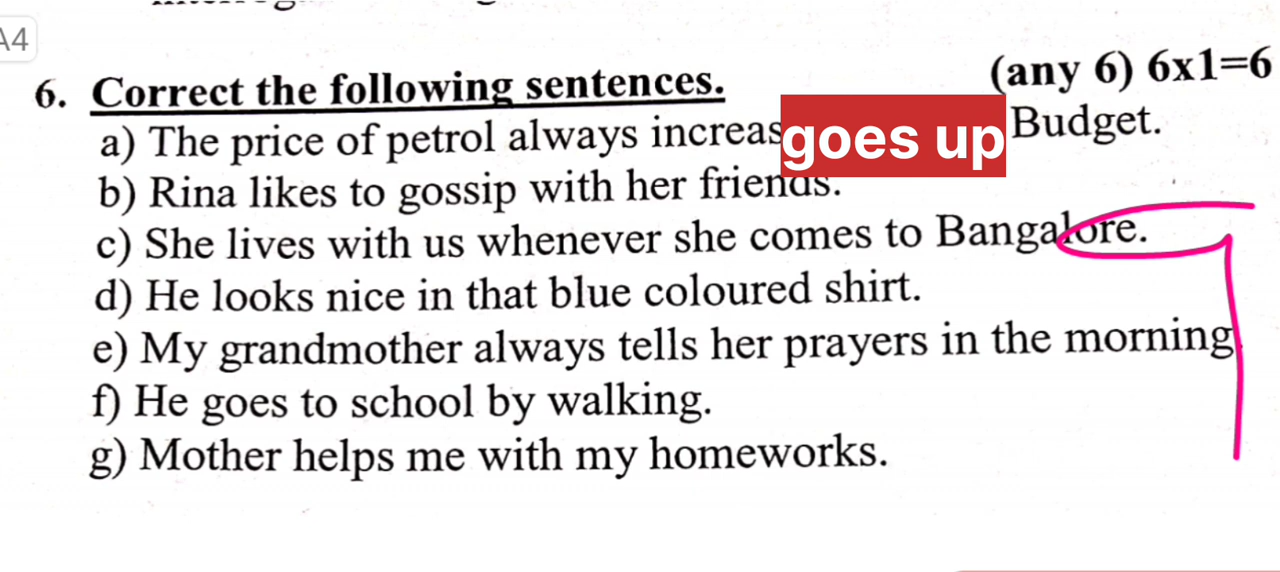 A4
6. Correct the following sentences. (any 6) 6x1=6
a) The price of petrol always increas goes up Budget.
b) Rina likes to gossip with her friends.
c) She lives with us whenever she comes to Bangalore.
d) He looks nice in that blue coloured shirt.
e) My grandmother always tells her prayers in the morning
f) He goes to school by walking.
g) Mother helps me with my homeworks.